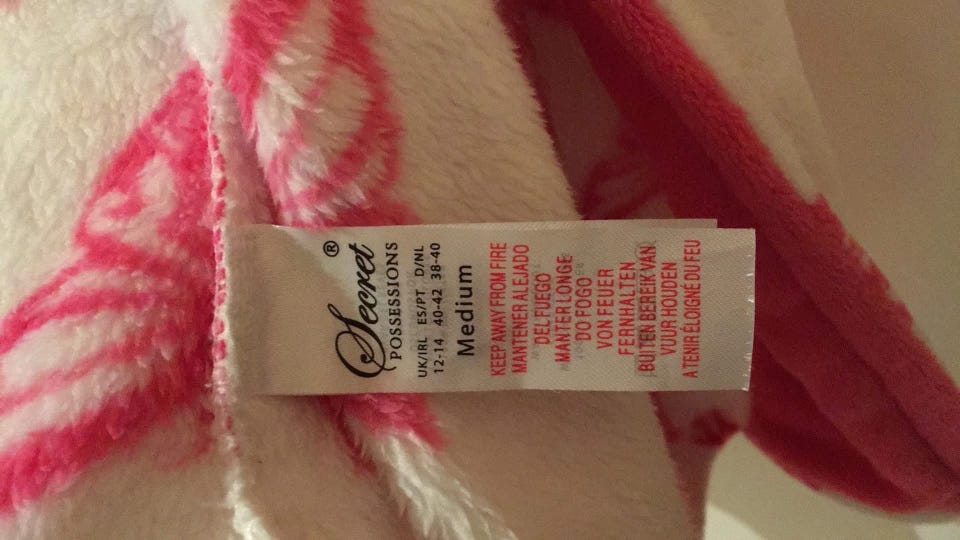 Secret®
POSSESSIONS
UK/IRL ES/PT D/NL
12-14 40-42 38-40
Medium
KEEP AWAY FROM FIRE
MANTENER ALEJADO
DEL FUEGO
MANTER LONGE
DO FOGO
VON FEUER
FERNHALTEN
BUITEN BEREIK VAN
VUUR HOUDEN
A TENIR ÉLOIGNÉ DU FEU